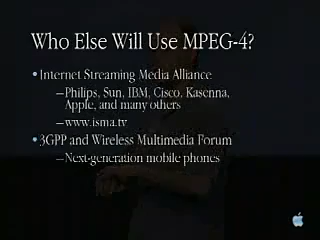 Who Else Will Use MPEG-4?
• Internet Streaming Media Alliance
– Philips, Sun, IBM, Cisco, Kasenna,
Apple, and many others
– www.isma.tv
• 3GPP and Wireless Multimedia Forum
– Next-generation mobile phones